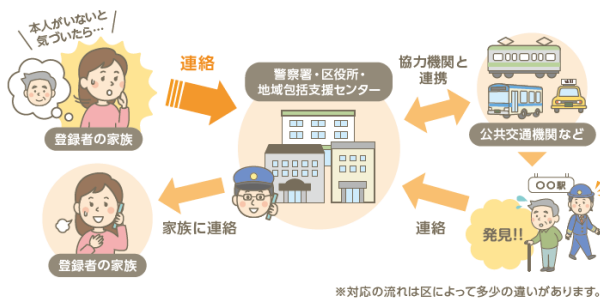 本人がいないと
気づいたら…
登録者の家族
連絡
警察署・区役所・
地域包括支援センター
協力機関と
連携
公共交通機関など
〇〇駅
発見!!
連絡
家族に連絡
登録者の家族
※対応の流れは区によって多少の違いがあります。